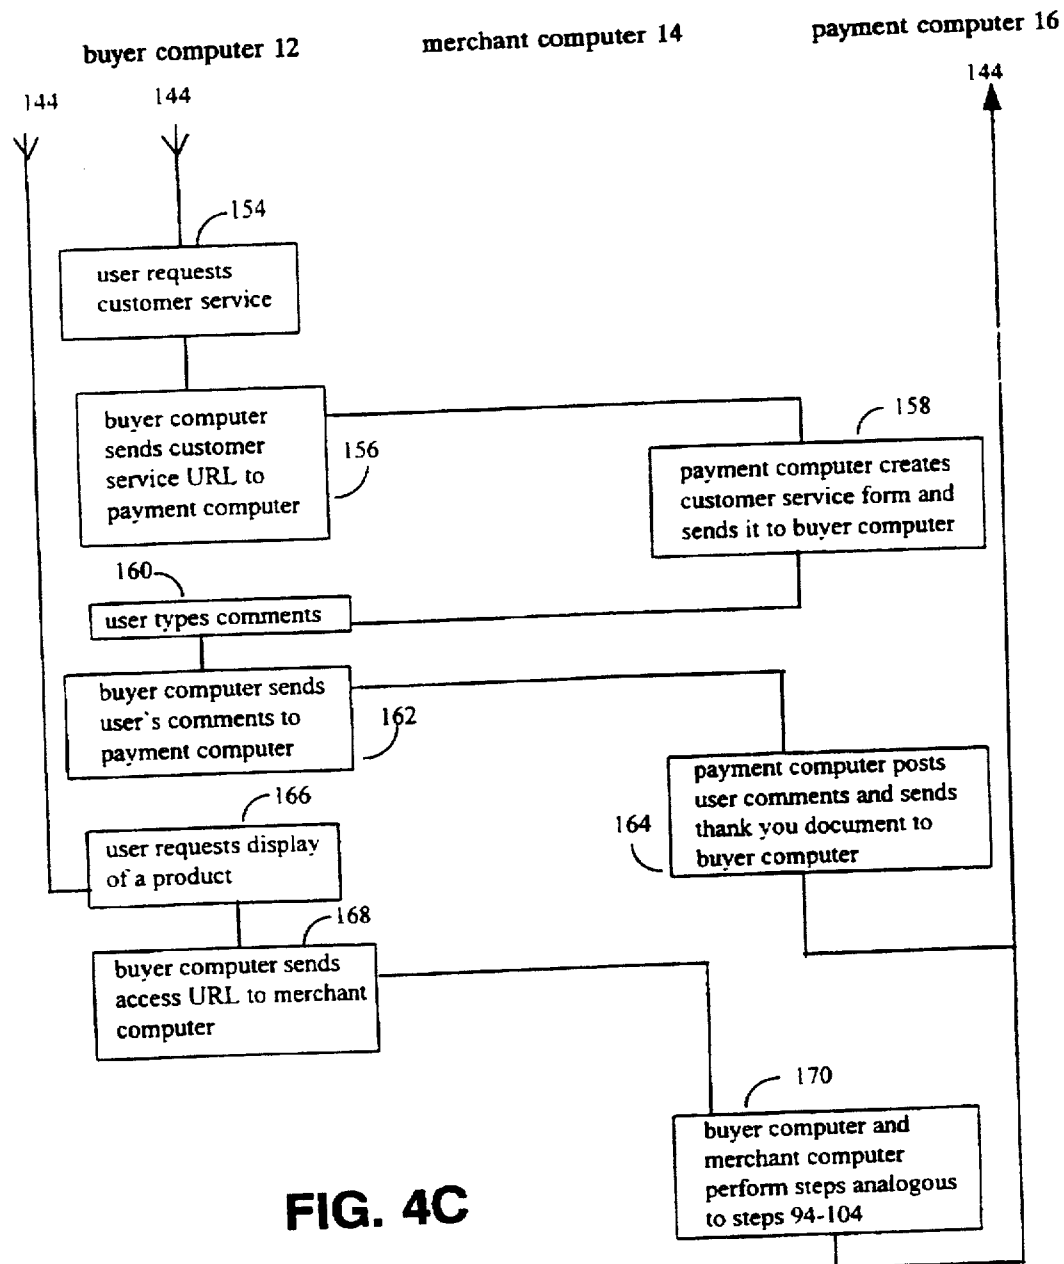 buyer computer 12
merchant computer 14
payment computer 16
144
144
144
154
user requests
customer service
buyer computer
sends customer
service URL to
payment computer
156
158
payment computer creates
customer service form and
sends it to buyer computer
160
user types comments
buyer computer sends
user's comments to
payment computer
162
payment computer posts
user comments and sends
thank you document to
buyer computer
164
166
user requests display
of a product
168
buyer computer sends
access URL to merchant
computer
170
buyer computer and
merchant computer
perform steps analogous
to steps 94-104
FIG. 4C